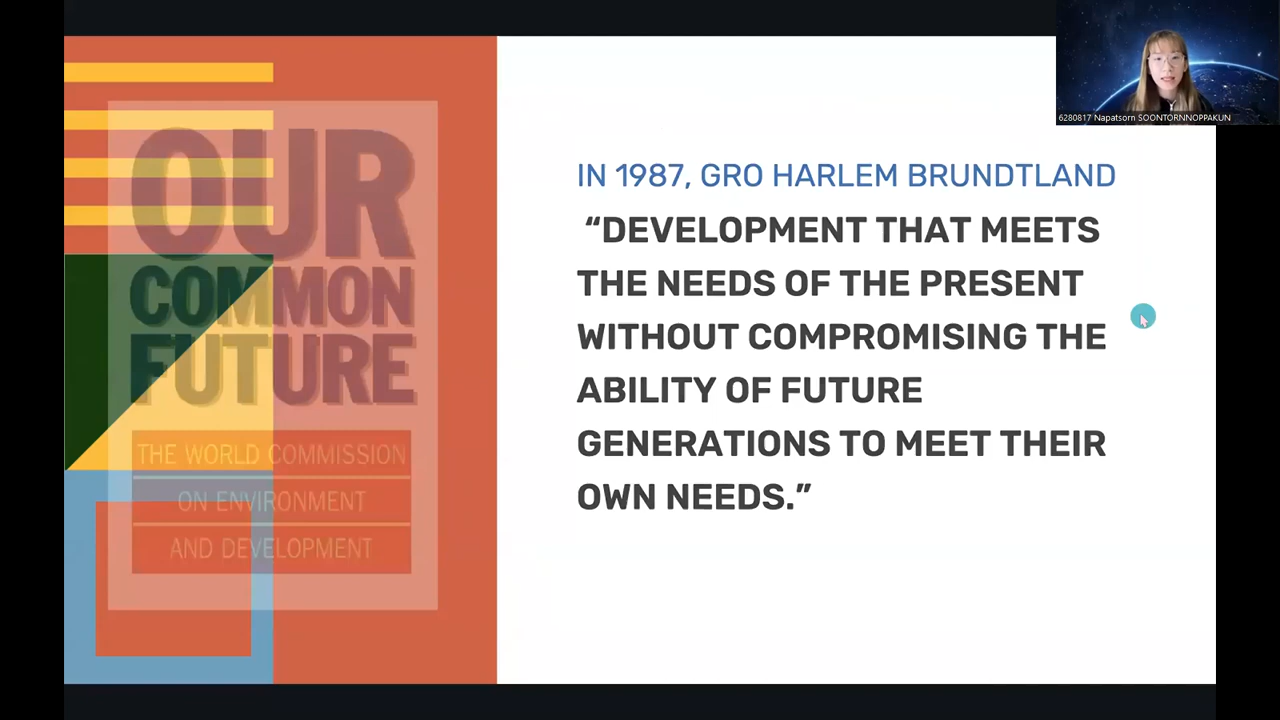 OUR
COMMON
FUTURE
THE WORLD COMMISSION
ON ENVIRONMENT
AND DEVELOPMENT
IN 1987, GRO HARLEM BRUNDTLAND
“DEVELOPMENT THAT MEETS
THE NEEDS OF THE PRESENT
WITHOUT COMPROMISING THE
ABILITY OF FUTURE
GENERATIONS TO MEET THEIR
OWN NEEDS.”
6280817 Napatsorn SOONTORNNOPPAKUN